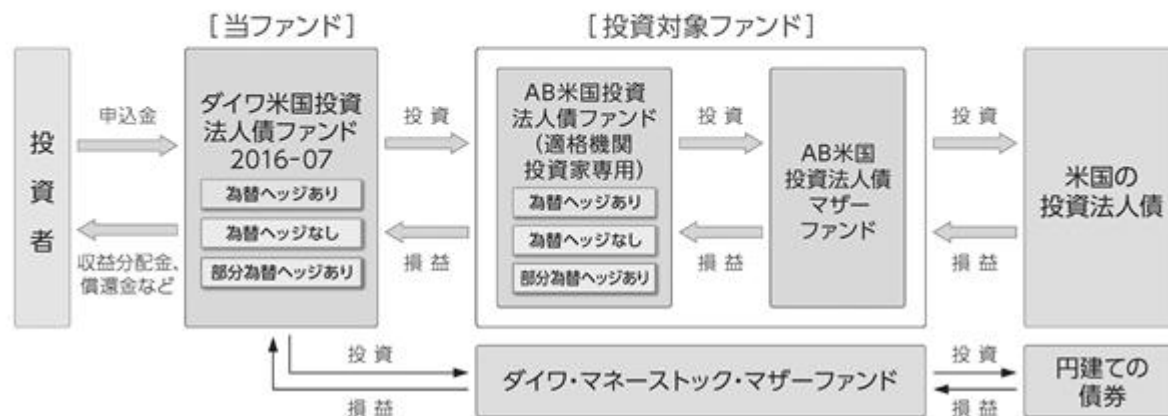 [当ファンド]
[投資対象ファンド]
投資者
申込金
収益分配金、
償還金など
ダイワ米国投資
法人債ファンド
2016-07
為替ヘッジあり
為替ヘッジなし
部分為替ヘッジあり
投資
損益
AB米国投資
法人債ファンド
(適格機関
投資家専用)
為替ヘッジあり
為替ヘッジなし
部分為替ヘッジあり
投資
損益
AB米国
投資法人債
マザー
ファンド
投資
損益
米国の
投資法人債
投資
損益
ダイワ・マネーストック・マザーファンド
投資
損益
円建ての
債券